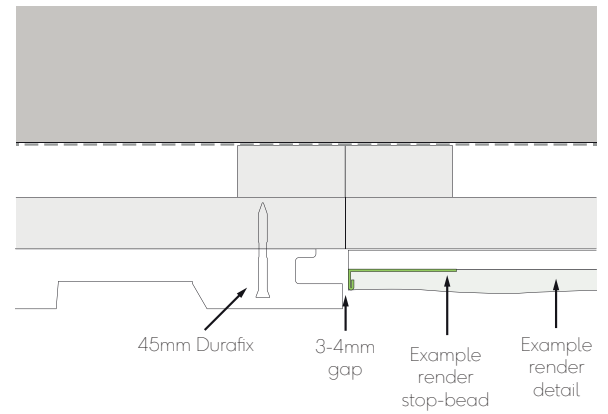 45mm Durafix
3-4mm
gap
Example
render
stop-bead
Example
render
detail